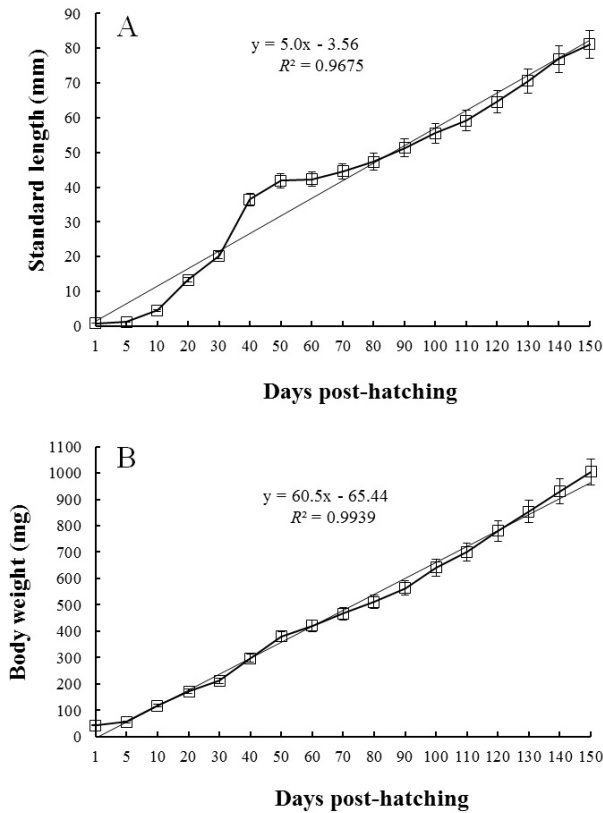 A
90
80
70
60
50
40
30
20
10
0
y = 5.0x - 3.56
R² = 0.9675
Standard length (mm)
1 5 10 20 30 40 50 60 70 80 90 100 110 120 130 140 150
Days post-hatching
B
1100
1000
900
800
700
600
500
400
300
200
100
0
y = 60.5x - 65.44
R² = 0.9939
Body weight (mg)
1 5 10 20 30 40 50 60 70 80 90 100 110 120 130 140 150
Days post-hatching